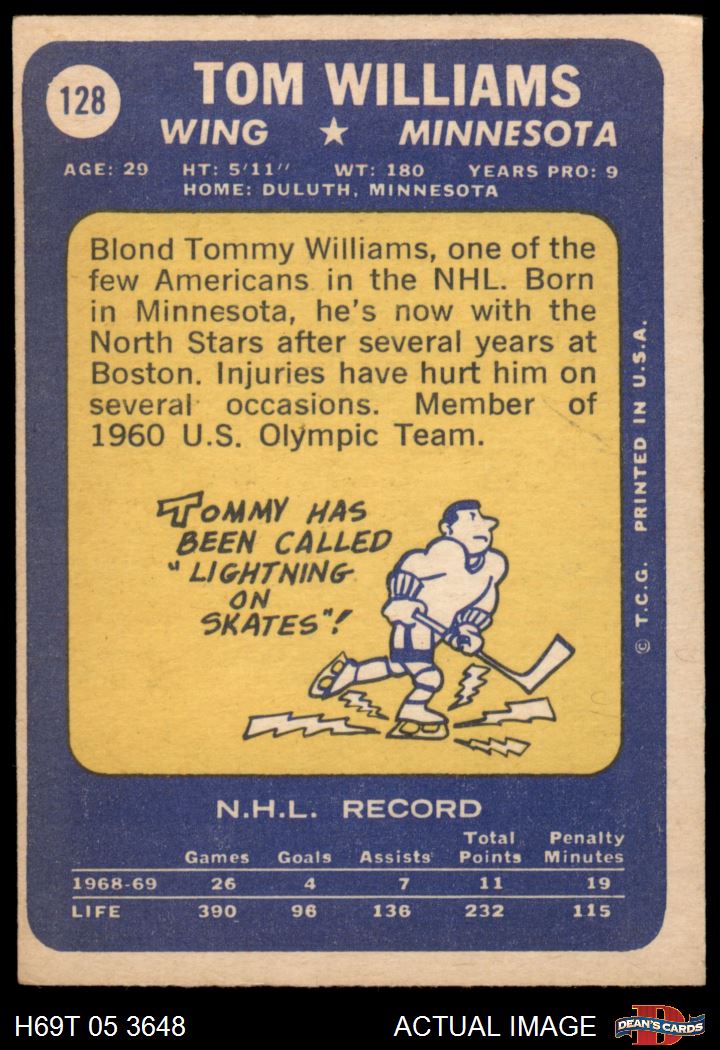 128
TOM WILLIAMS
WING ★ MINNESOTA
AGE: 29 HT: 5'11" WT: 180 YEARS PRO: 9
HOME: DULUTH, MINNESOTA
Blond Tommy Williams, one of the
few Americans in the NHL. Born
in Minnesota, he's now with the
North Stars after several years at
Boston. Injuries have hurt him on
several occasions. Member of
1960 U.S. Olympic Team.
TOMMY HAS
BEEN CALLED
"LIGHTNING
ON
SKATES"!
© T.C.G. PRINTED IN U.S.A.
N.H.L. RECORD
Games Goals Assists Total Points Penalty Minutes
1968-69 26 4 7 11 19
LIFE 390 96 136 232 115
H69T 05 3648 ACTUAL IMAGE
D
DEAN'S CARDS